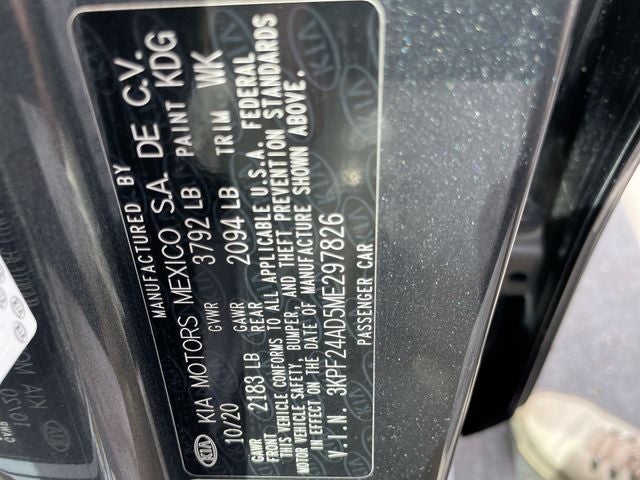 MANUFACTURED BY
KIA KIA MOTORS MEXICO S.A. DE C.V.
10/20 GVWR 3792 LB PAINT KDG
GAWR FRONT 2183 LB GAWR REAR 2094 LB TRIM WK
THIS VEHICLE CONFORMS TO ALL APPLICABLE U.S.A. FEDERAL
MOTOR VEHICLE SAFETY, BUMPER, AND THEFT PREVENTION STANDARDS
IN EFFECT ON THE DATE OF MANUFACTURE SHOWN ABOVE.
V.I.N. 3KPF24AD5ME297826
PASSENGER CAR